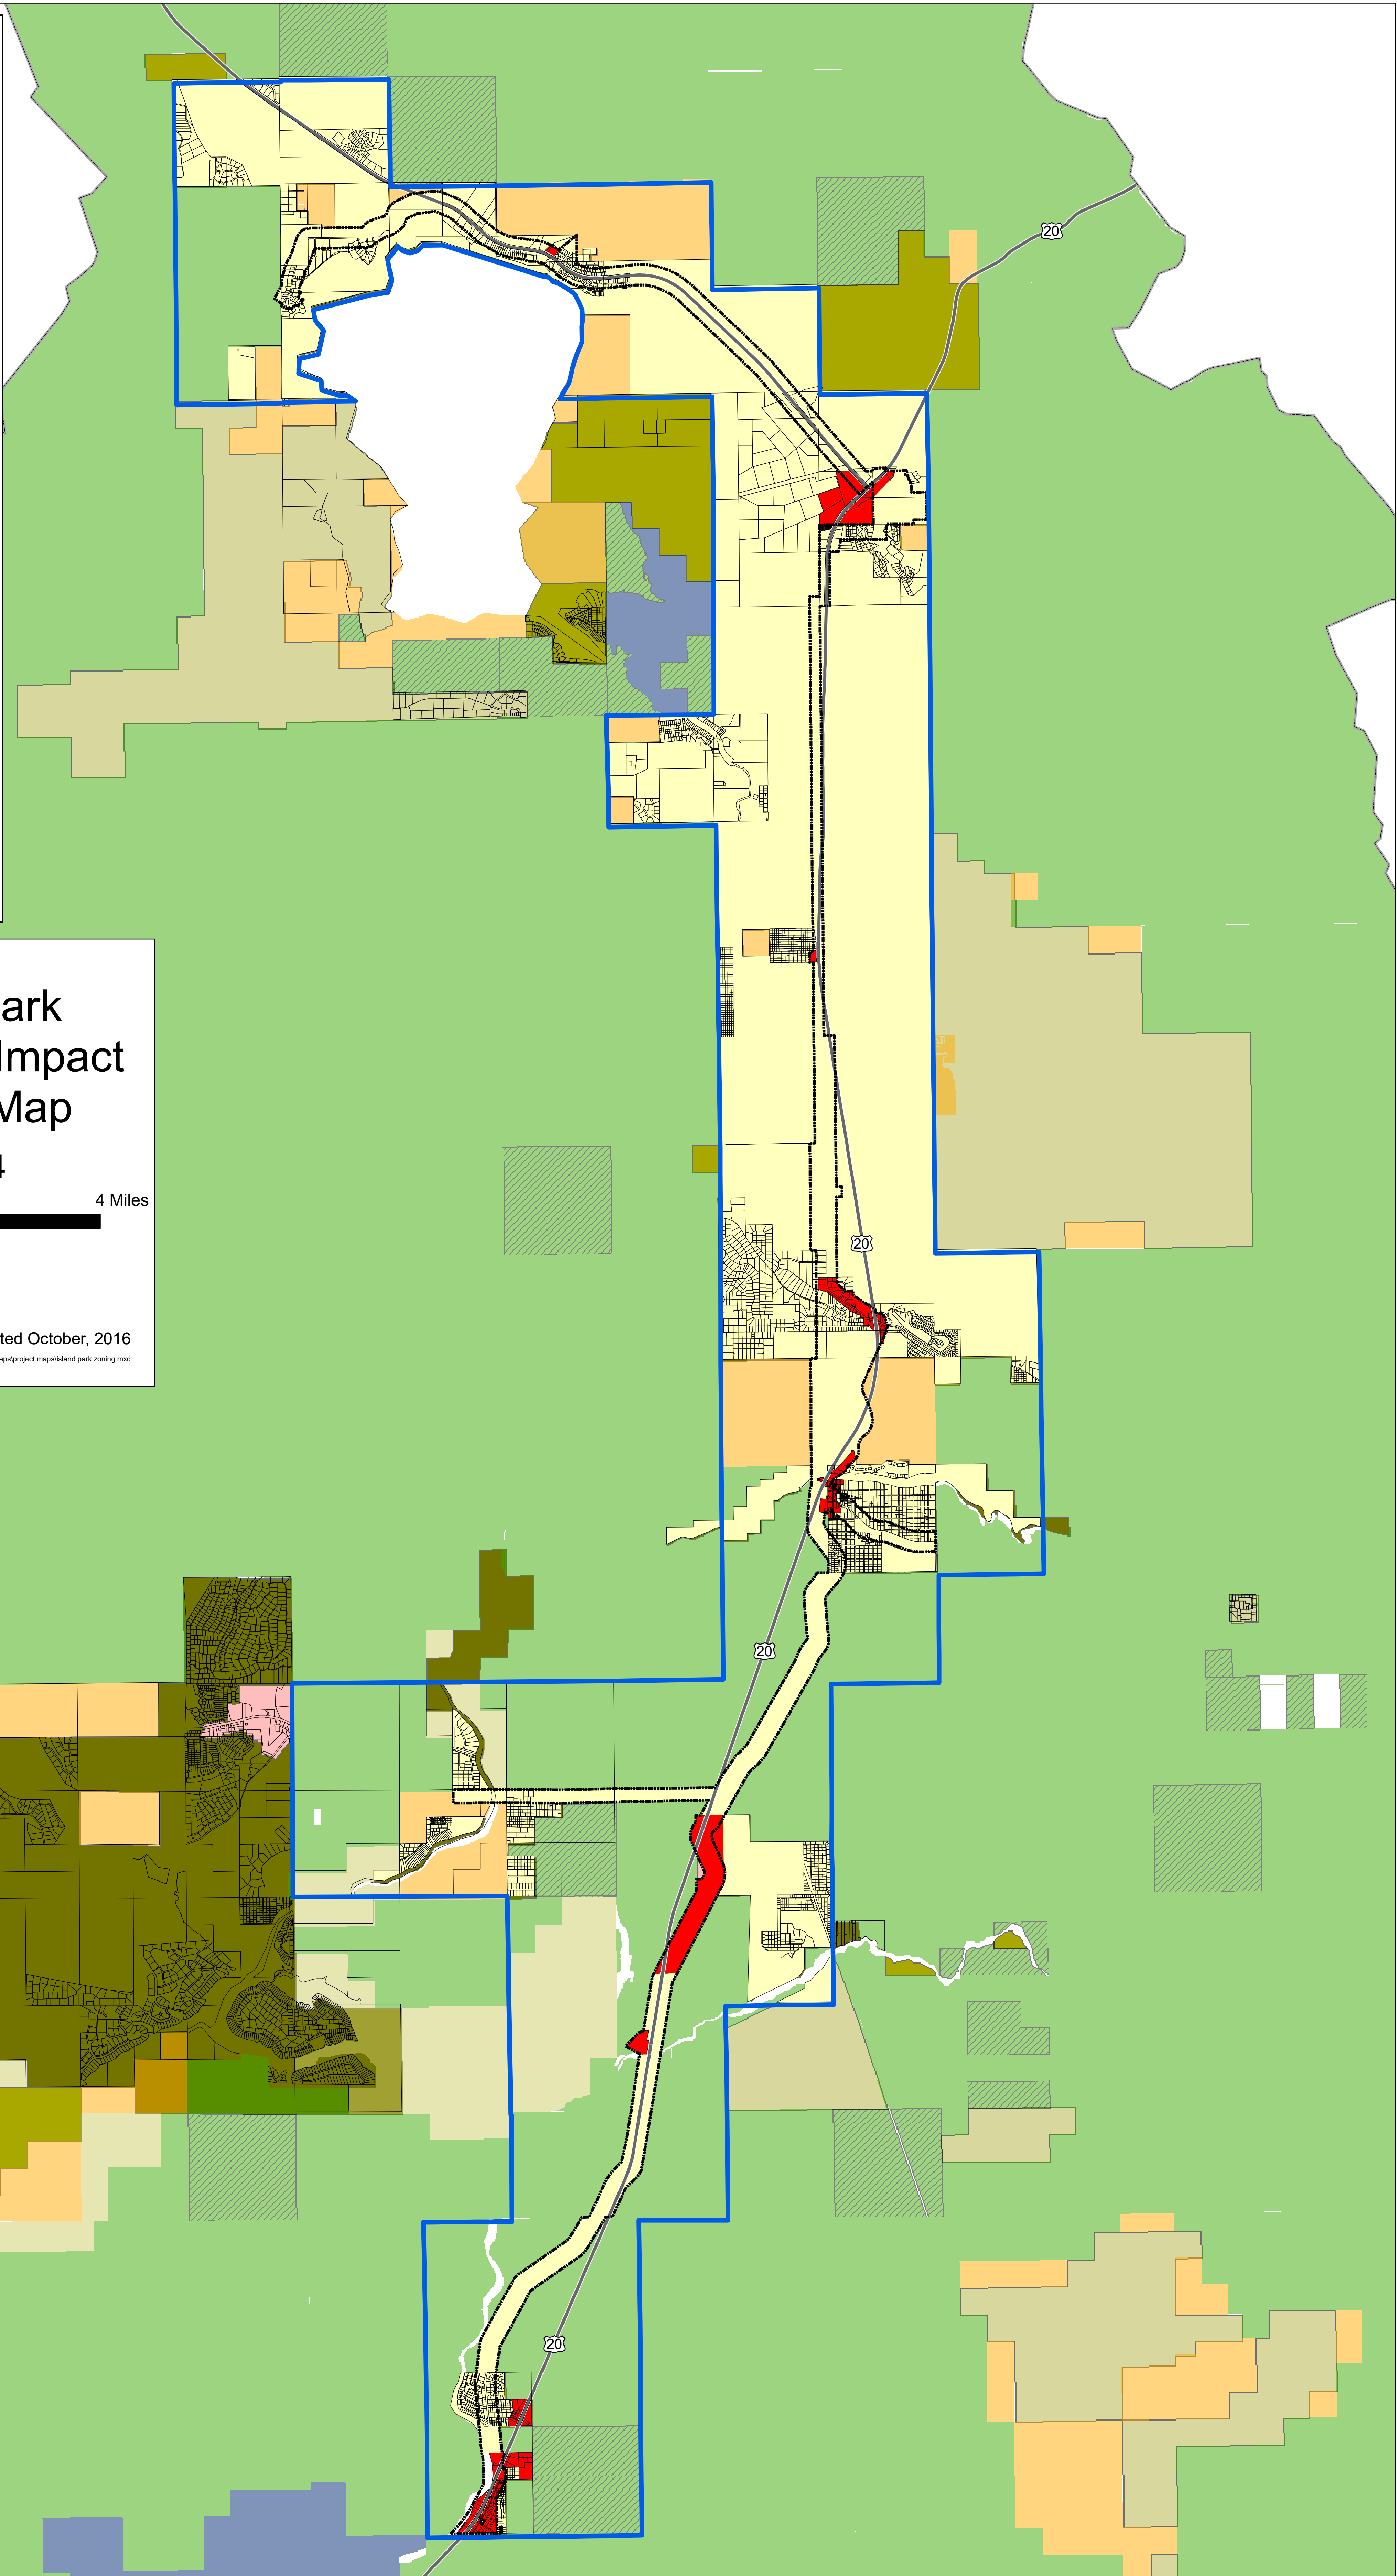 20
ark
Impact
Map
4
4 Miles
20
ted October, 2016
aps\project maps\island park zoning.mxd
20
20